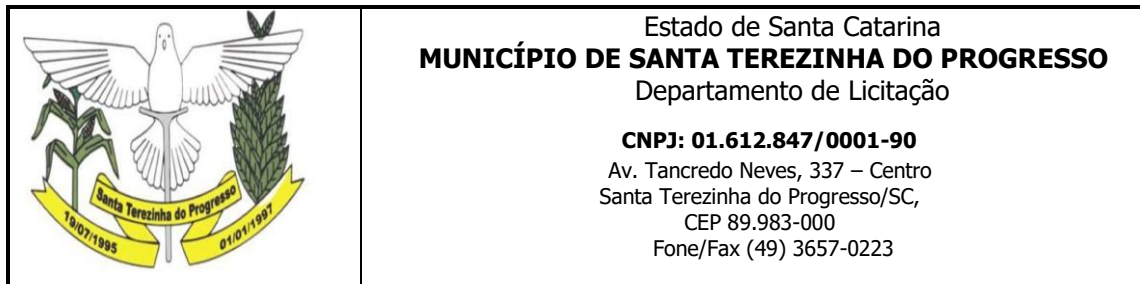 Santa Terezinha do Progresso
19/07/1995
01/01/1997
Estado de Santa Catarina
MUNICÍPIO DE SANTA TEREZINHA DO PROGRESSO
Departamento de Licitação
CNPJ: 01.612.847/0001-90
Av. Tancredo Neves, 337 – Centro
Santa Terezinha do Progresso/SC,
CEP 89.983-000
Fone/Fax (49) 3657-0223